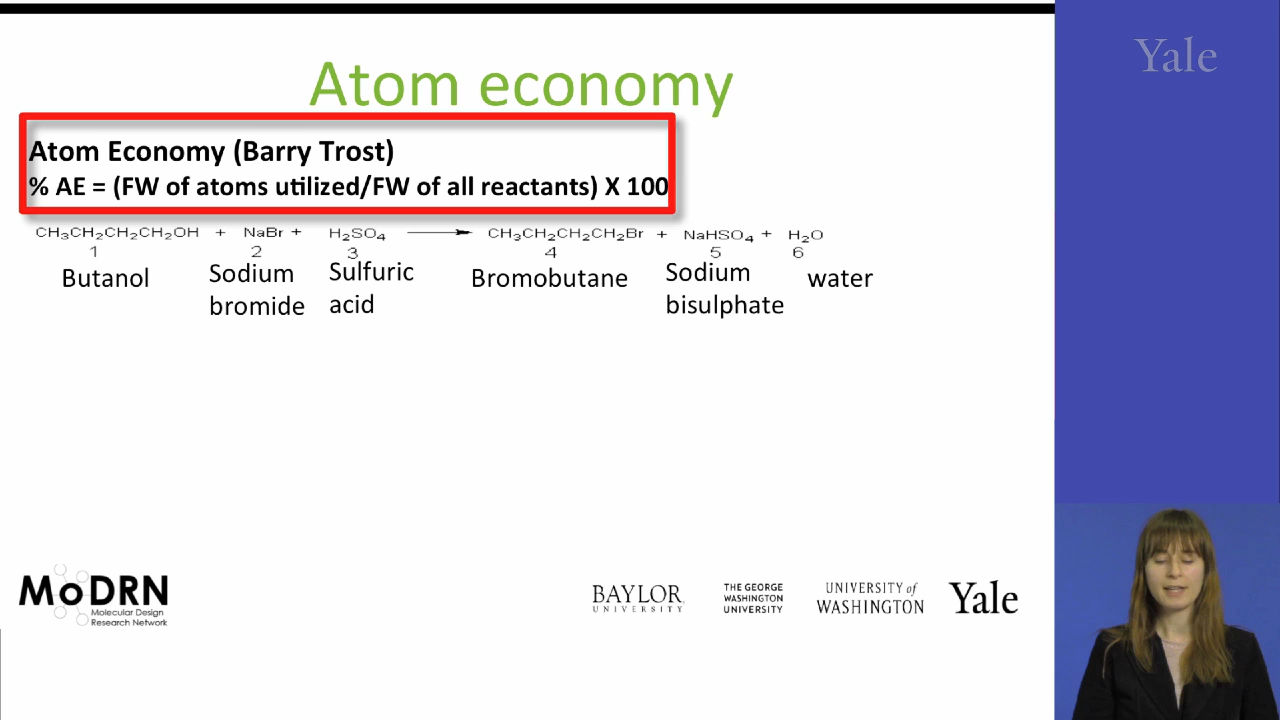 Yale
Atom economy
Atom Economy (Barry Trost)
% AE = (FW of atoms utilized/FW of all reactants) X 100
CH₃CH₂CH₂CH₂OH + NaBr + H₂SO₄ ⟶ CH₃CH₂CH₂CH₂Br + NaHSO₄ + H₂O
1 2 3 4 5 6
Butanol Sodium bromide Sulfuric acid Bromobutane Sodium bisulphate water
MoDRN
Molecular Design
Research Network
BAYLOR
UNIVERSITY
THE GEORGE
WASHINGTON
UNIVERSITY
UNIVERSITY of
WASHINGTON
Yale